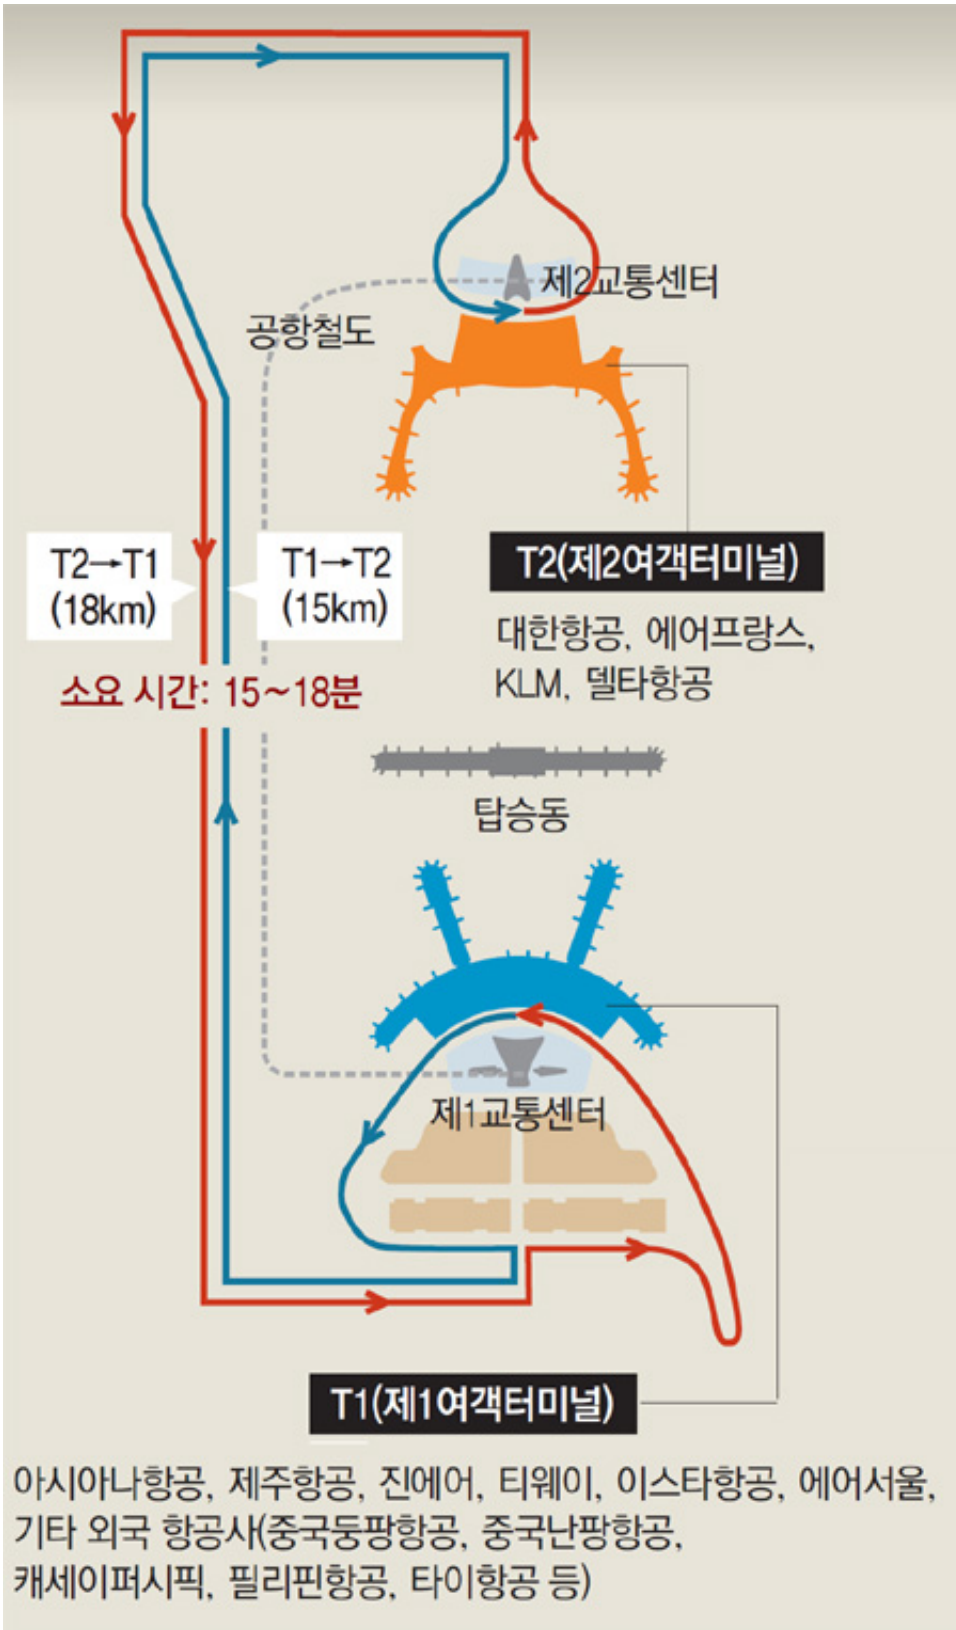 제2교통센터
공항철도
T2→T1
(18km)
T1→T2
(15km)
소요 시간: 15~18분
T2(제2여객터미널)
대한항공, 에어프랑스,
KLM, 델타항공
탑승동
제1교통센터
T1(제1여객터미널)
아시아나항공, 제주항공, 진에어, 티웨이, 이스타항공, 에어서울,
기타 외국 항공사(중국둥팡항공, 중국난팡항공,
캐세이퍼시픽, 필리핀항공, 타이항공 등)